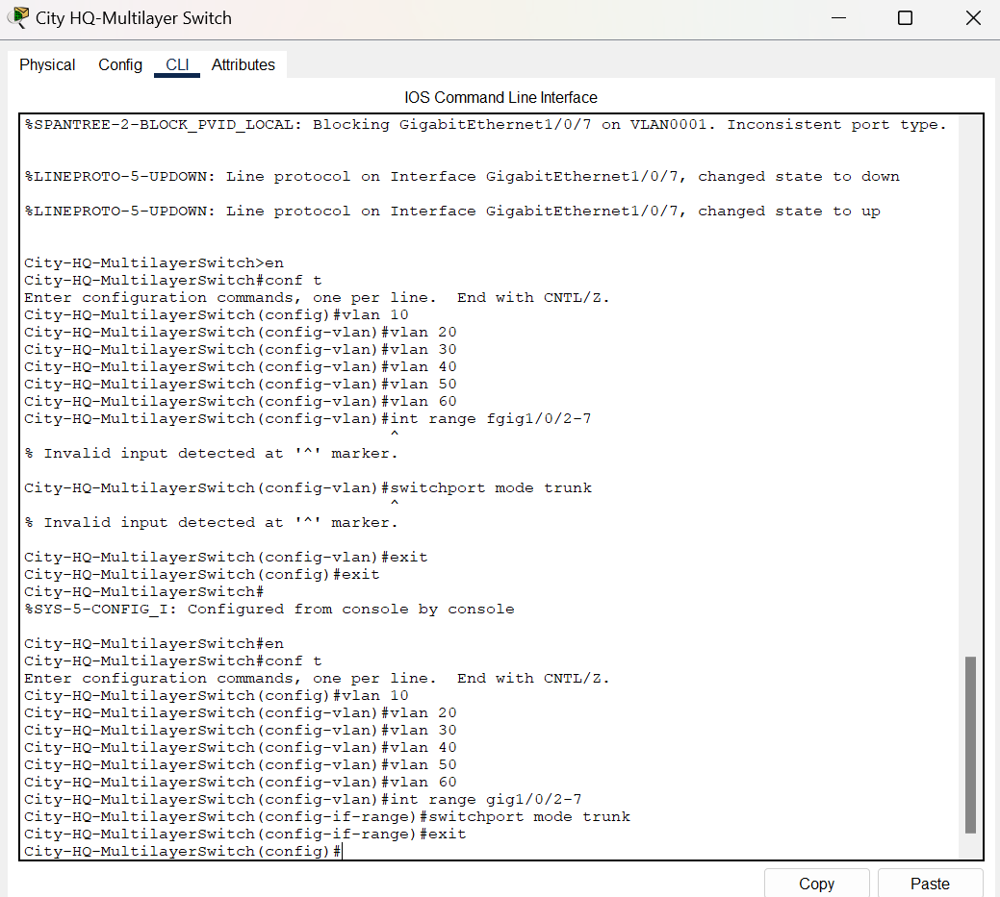 City HQ-Multilayer Switch
Physical Config CLI Attributes
IOS Command Line Interface
%SPANTREE-2-BLOCK_PVID_LOCAL: Blocking GigabitEthernet1/0/7 on VLAN0001. Inconsistent port type.
%LINEPROTO-5-UPDOWN: Line protocol on Interface GigabitEthernet1/0/7, changed state to down
%LINEPROTO-5-UPDOWN: Line protocol on Interface GigabitEthernet1/0/7, changed state to up
City-HQ-MultilayerSwitch>en
City-HQ-MultilayerSwitch#conf t
Enter configuration commands, one per line.  End with CNTL/Z.
City-HQ-MultilayerSwitch(config)#vlan 10
City-HQ-MultilayerSwitch(config-vlan)#vlan 20
City-HQ-MultilayerSwitch(config-vlan)#vlan 30
City-HQ-MultilayerSwitch(config-vlan)#vlan 40
City-HQ-MultilayerSwitch(config-vlan)#vlan 50
City-HQ-MultilayerSwitch(config-vlan)#vlan 60
City-HQ-MultilayerSwitch(config-vlan)#int range fgig1/0/2-7
^
% Invalid input detected at '^' marker.
City-HQ-MultilayerSwitch(config-vlan)#switchport mode trunk
^
% Invalid input detected at '^' marker.
City-HQ-MultilayerSwitch(config-vlan)#exit
City-HQ-MultilayerSwitch(config)#exit
City-HQ-MultilayerSwitch#
%SYS-5-CONFIG_I: Configured from console by console
City-HQ-MultilayerSwitch#en
City-HQ-MultilayerSwitch#conf t
Enter configuration commands, one per line.  End with CNTL/Z.
City-HQ-MultilayerSwitch(config)#vlan 10
City-HQ-MultilayerSwitch(config-vlan)#vlan 20
City-HQ-MultilayerSwitch(config-vlan)#vlan 30
City-HQ-MultilayerSwitch(config-vlan)#vlan 40
City-HQ-MultilayerSwitch(config-vlan)#vlan 50
City-HQ-MultilayerSwitch(config-vlan)#vlan 60
City-HQ-MultilayerSwitch(config-vlan)#int range gig1/0/2-7
City-HQ-MultilayerSwitch(config-if-range)#switchport mode trunk
City-HQ-MultilayerSwitch(config-if-range)#exit
City-HQ-MultilayerSwitch(config)#
Copy Paste